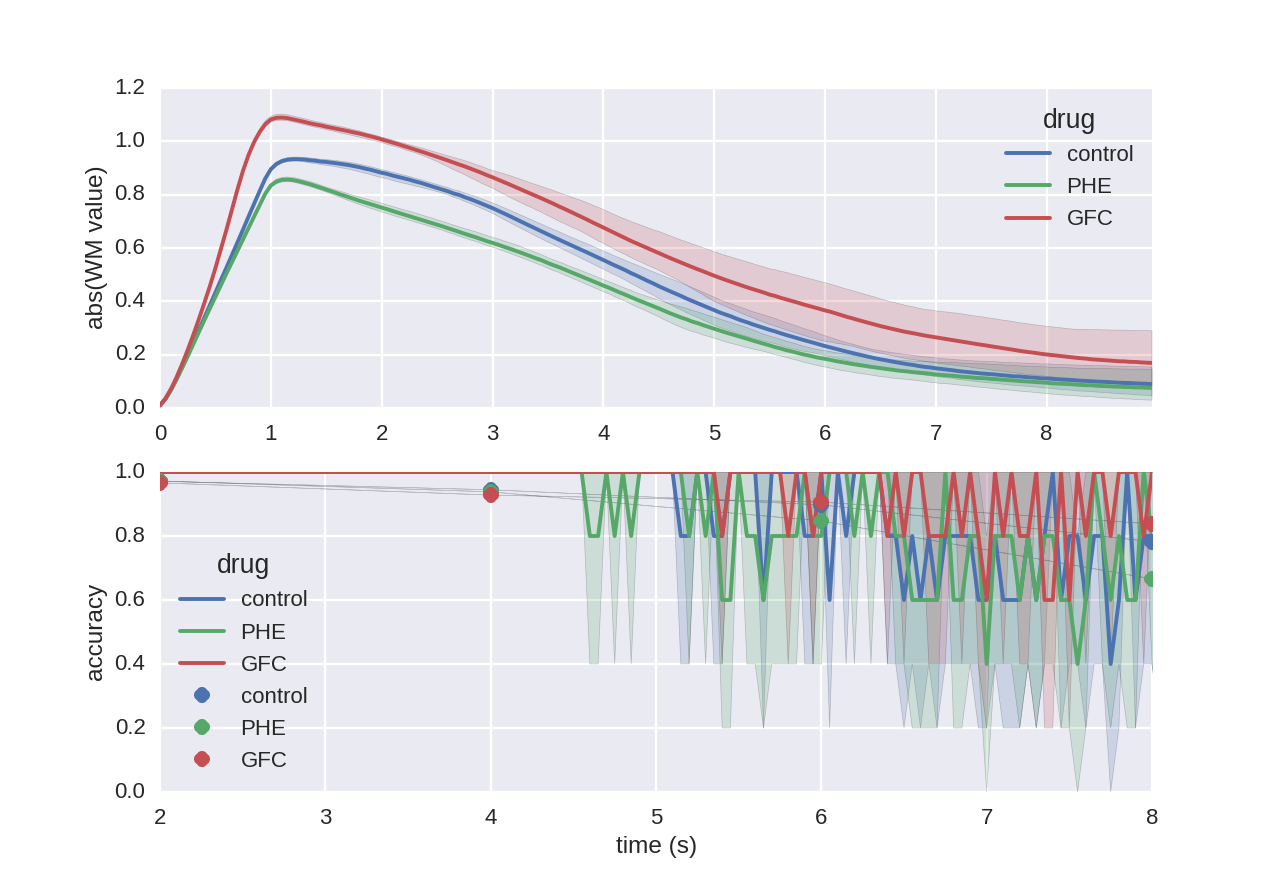 1.2
1.0
0.8
0.6
0.4
0.2
0.0
abs(WM value)
drug
control
PHE
GFC
0 1 2 3 4 5 6 7 8
1.0
0.8
0.6
0.4
0.2
0.0
accuracy
drug
control
PHE
GFC
control
PHE
GFC
2 3 4 5 6 7 8
time (s)